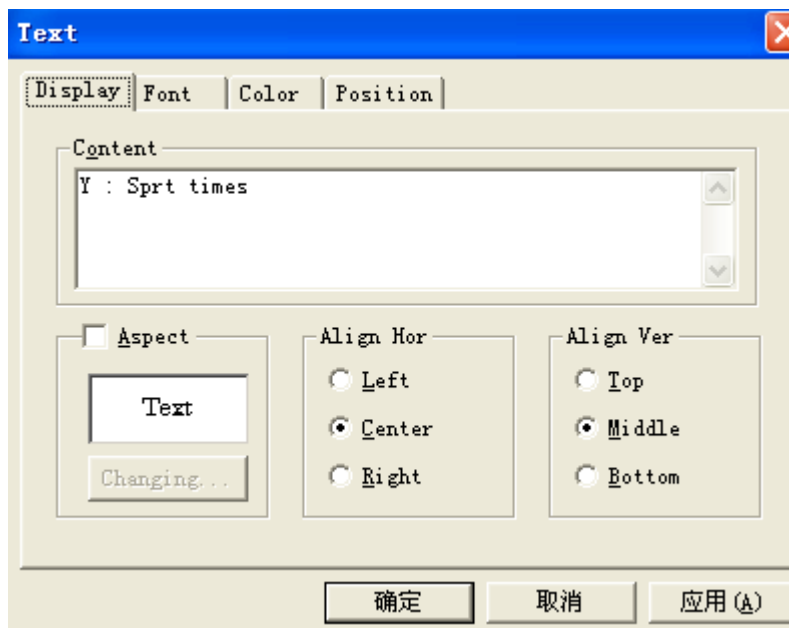 Text
Display Font Color Position
Content
Y : Sprt times
Aspect
Text
Changing...
Align Hor
Left
Center
Right
Align Ver
Top
Middle
Bottom
确定 取消 应用(A)